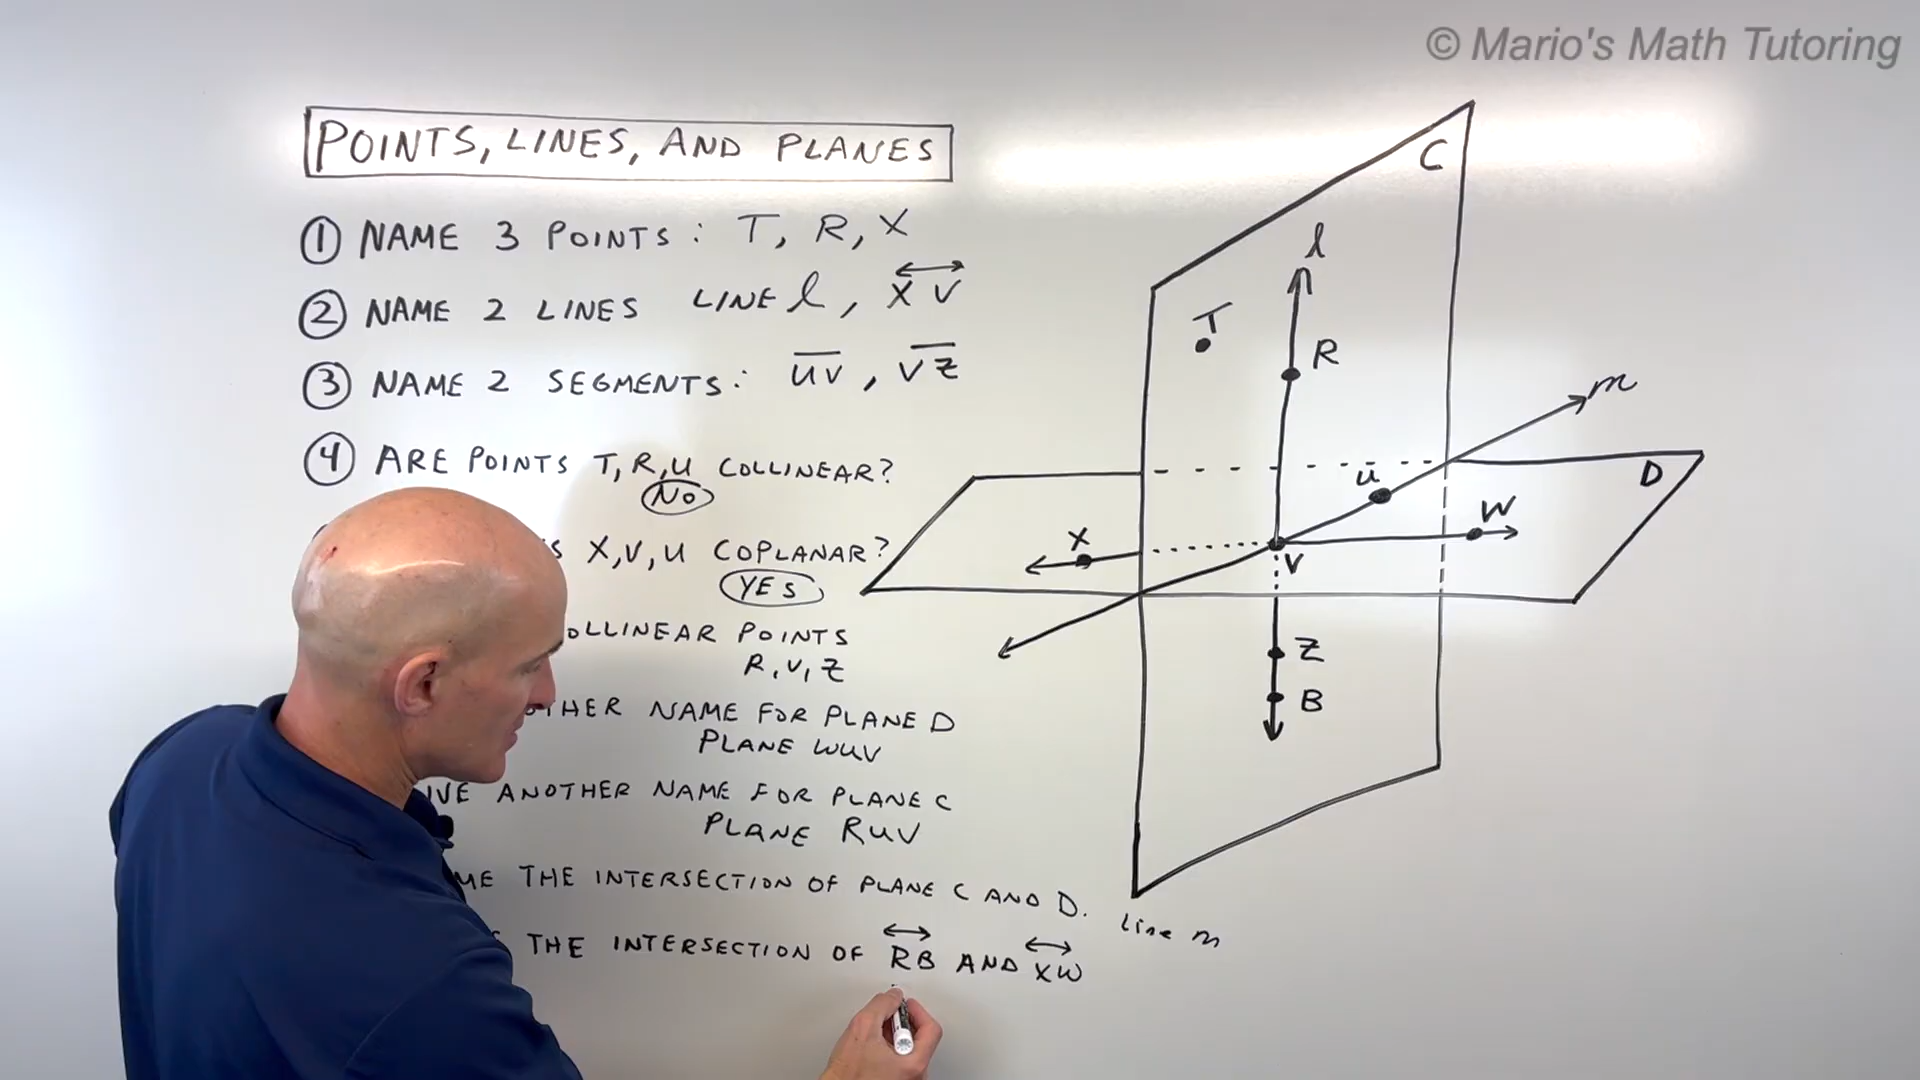 © Mario's Math Tutoring
POINTS, LINES, AND PLANES
① NAME 3 POINTS: T, R, X
② NAME 2 LINES LINE l, XV
③ NAME 2 SEGMENTS: UV, VZ
④ ARE POINTS T, R, U COLLINEAR?
NO
X, V, U COPLANAR?
YES
OLLINEAR POINTS
R, V, Z
OTHER NAME FOR PLANE D
PLANE WUV
IVE ANOTHER NAME FOR PLANE C
PLANE RUV
ME THE INTERSECTION OF PLANE C AND D.
Line m
THE INTERSECTION OF RB AND XW
C
l
T
R
m
U
D
W
X
V
Z
B